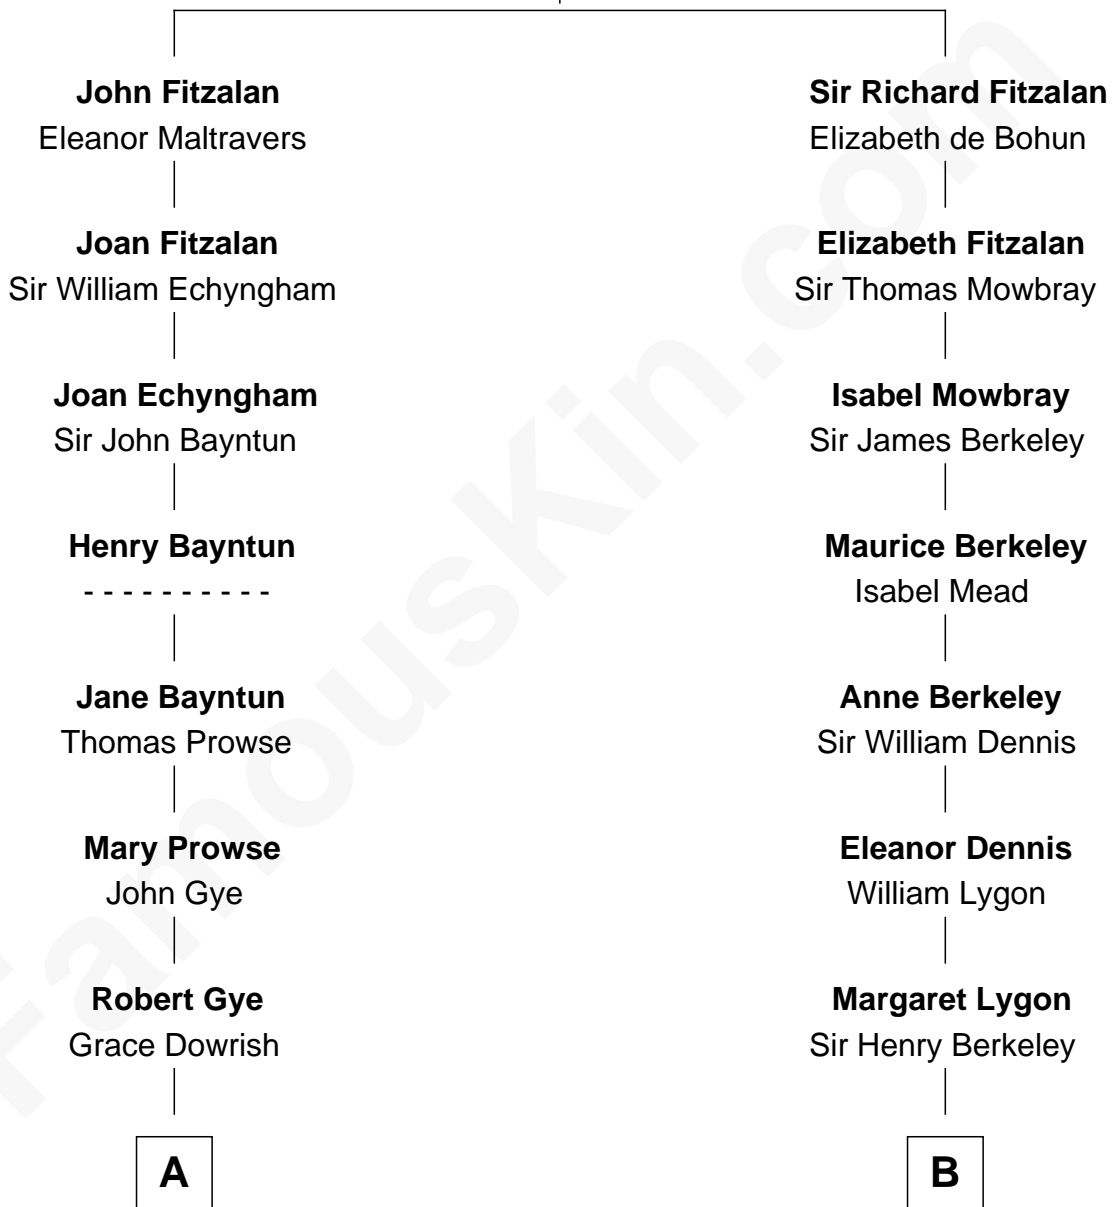 John Fitzalan
Eleanor Maltravers
Joan Fitzalan
Sir William Echyngham
Joan Echyngham
Sir John Bayntun
Henry Bayntun
- - - - - - - - - -
Jane Bayntun
Thomas Prowse
Mary Prowse
John Gye
Robert Gye
Grace Dowrish
A
Sir Richard Fitzalan
Elizabeth de Bohun
Elizabeth Fitzalan
Sir Thomas Mowbray
Isabel Mowbray
Sir James Berkeley
Maurice Berkeley
Isabel Mead
Anne Berkeley
Sir William Dennis
Eleanor Dennis
William Lygon
Margaret Lygon
Sir Henry Berkeley
B
FamousKin.com